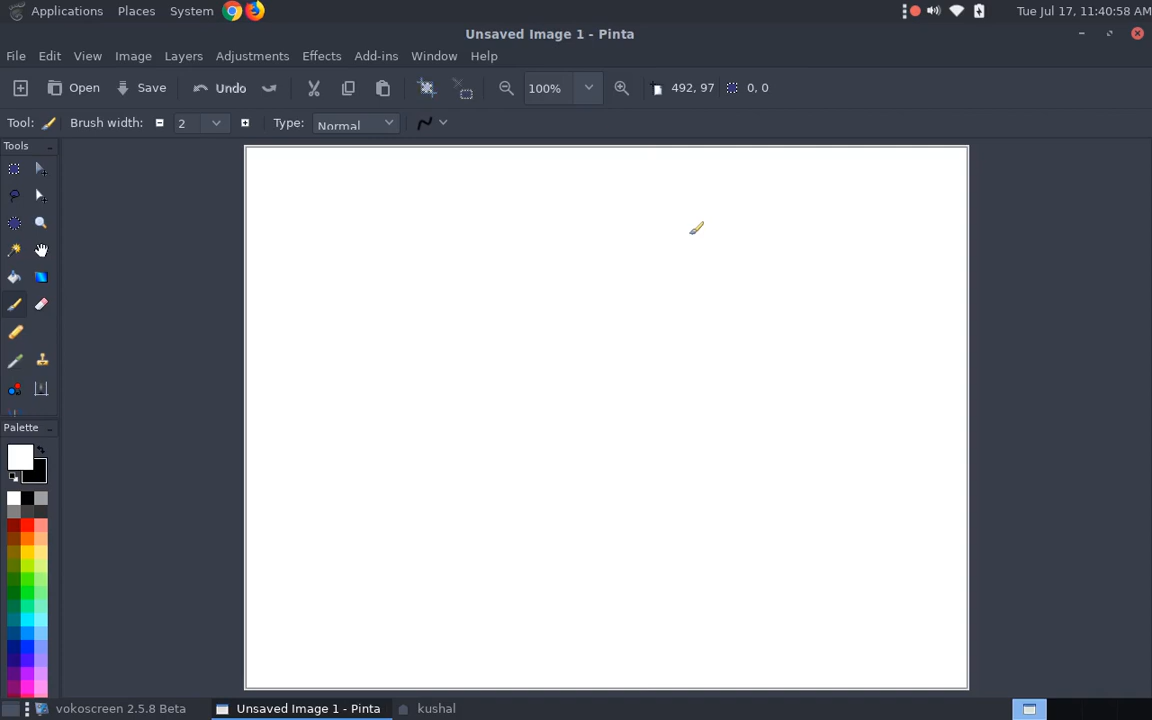 Applications Places System Tue Jul 17, 11:40:58 AM
Unsaved Image 1 - Pinta
File Edit View Image Layers Adjustments Effects Add-ins Window Help
Open Save Undo 100% 492, 97 0, 0
Tool: Brush width: 2 Type: Normal
Tools
Palette
vokoscreen 2.5.8 Beta Unsaved Image 1 - Pinta kushal